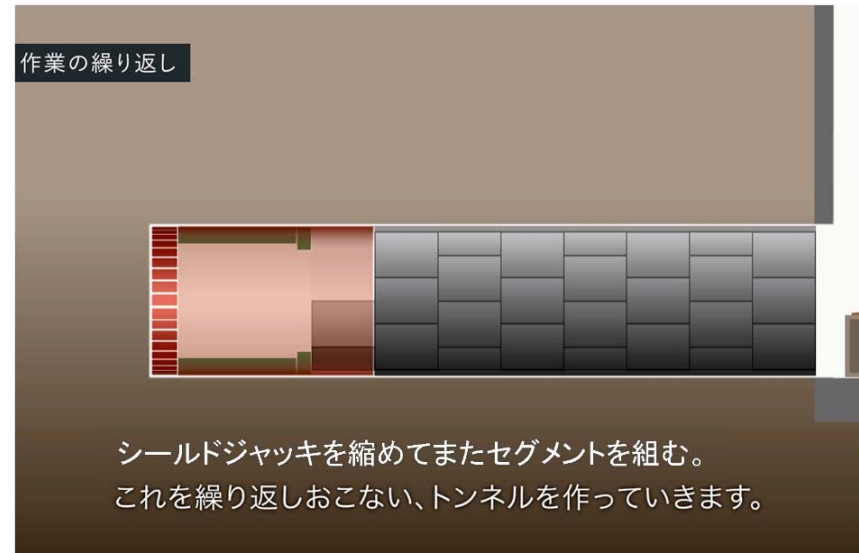 作業の繰り返し
シールドジャッキを縮めてまたセグメントを組む。
これを繰り返しおこない、トンネルを作っていきます。